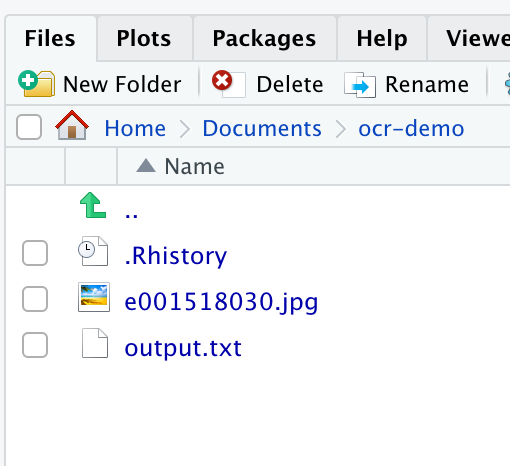 Files Plots Packages Help Viewe
New Folder Delete Rename
Home Documents ocr-demo
Name
..
.Rhistory
e001518030.jpg
output.txt